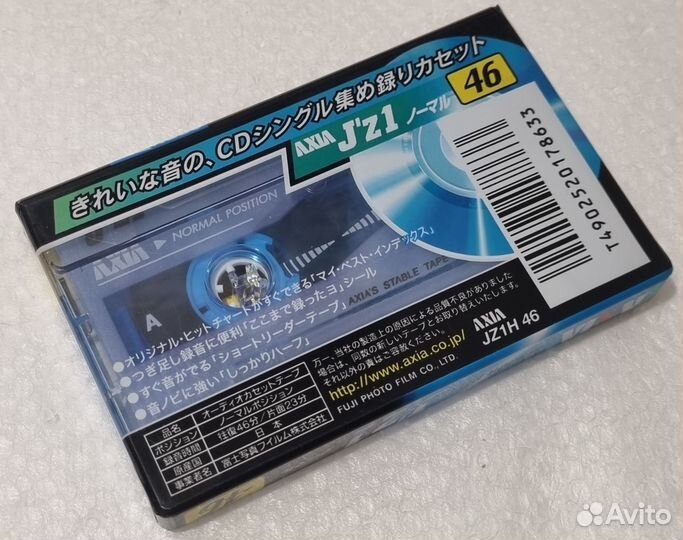 きれいな音の、CDシングル集め録りカセット
AXIA J'z1 ノーマル 46
AXIA ▶ NORMAL POSITION
A
AXIA'S STABLE TAPE
●オリジナル・ヒットチャートがすぐできる「マイ・ベスト・インデックス」
●つぎ足し録音に便利「ここまで録ったヨ」シール
●すぐ音がでる「ショートリーダーテープ」
●音ノビに強い「しっかりハーフ」
品名 オーディオカセットテープ
ポジション ノーマルポジション
録音時間 往復46分/片面23分
原産国 日本
事業者名 富士写真フイルム株式会社
万一、当社の製造上の原因による品質不良がありました
場合は、同数の新しいテープとお取り替えいたします。
それ以外の責はご容赦ください。
http://www.axia.co.jp/
FUJI PHOTO FILM CO., LTD.
AXIA
JZ1H 46
T4902520178633
Avito